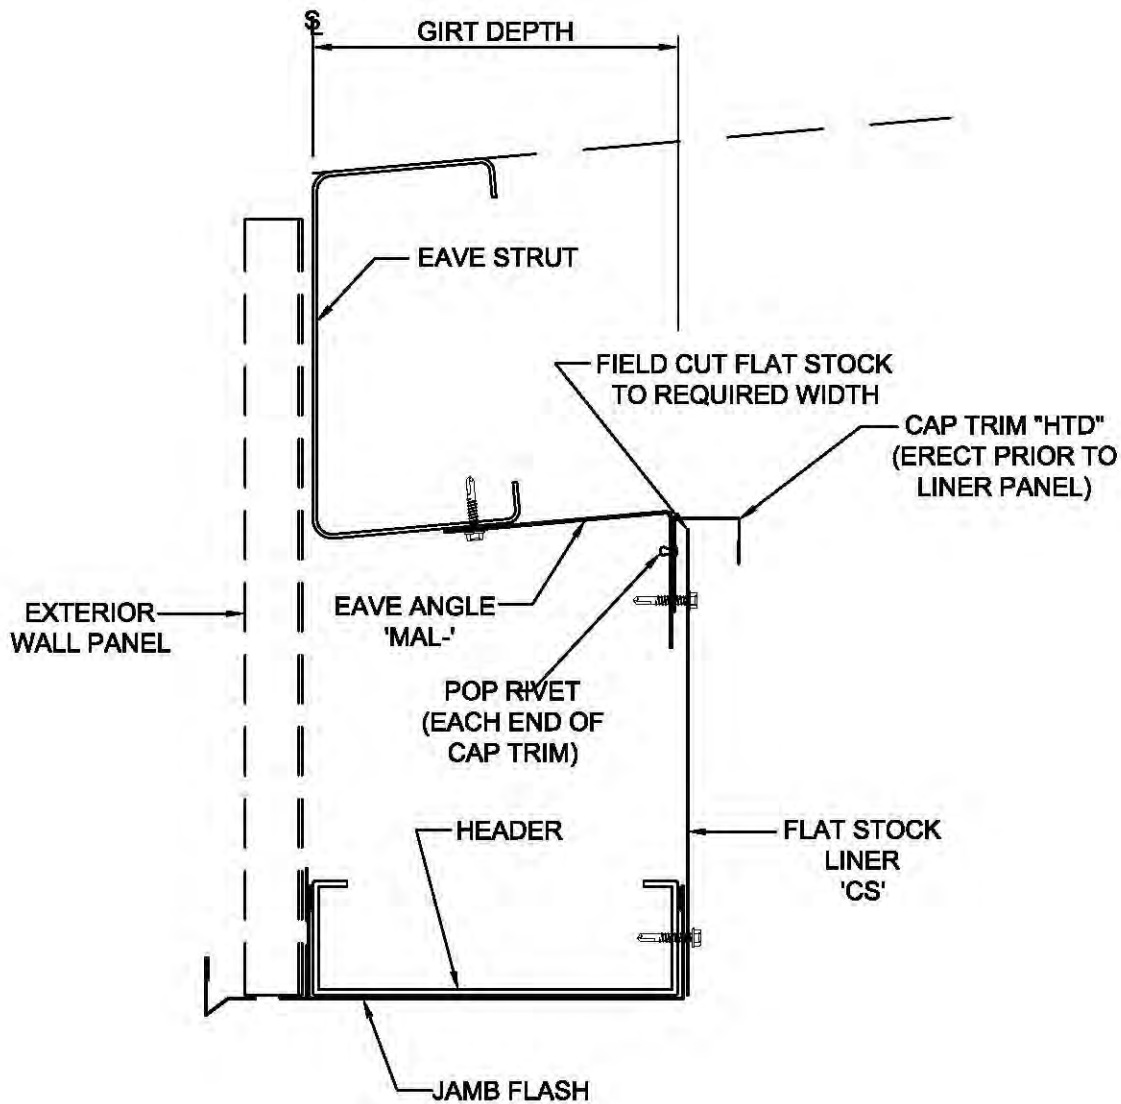 GIRT DEPTH
EAVE STRUT
FIELD CUT FLAT STOCK
TO REQUIRED WIDTH
CAP TRIM "HTD"
(ERECT PRIOR TO
LINER PANEL)
EXTERIOR
WALL PANEL
EAVE ANGLE
'MAL-'
POP RIVET
(EACH END OF
CAP TRIM)
HEADER
FLAT STOCK
LINER
'CS'
JAMB FLASH